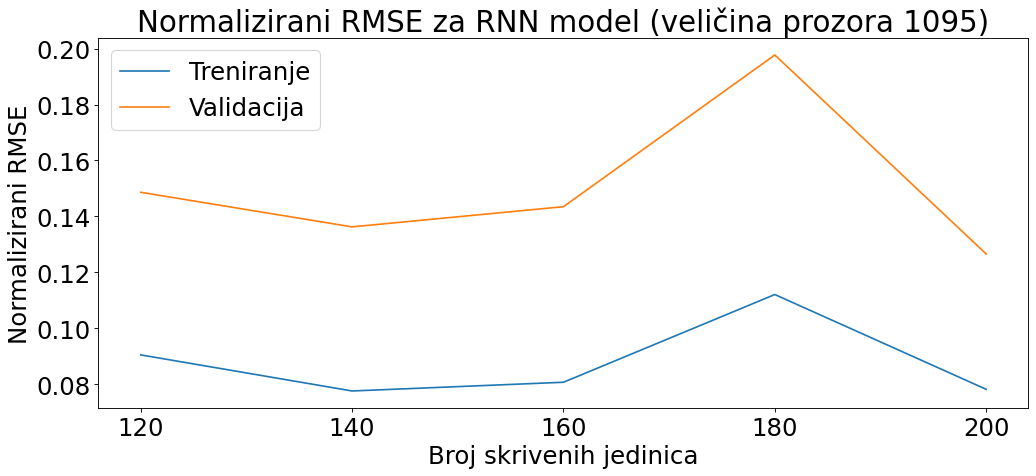 Normalizirani RMSE za RNN model (veličina prozora 1095)
Treniranje
Validacija
Normalizirani RMSE
0.20
0.18
0.16
0.14
0.12
0.10
0.08
120 140 160 180 200
Broj skrivenih jedinica